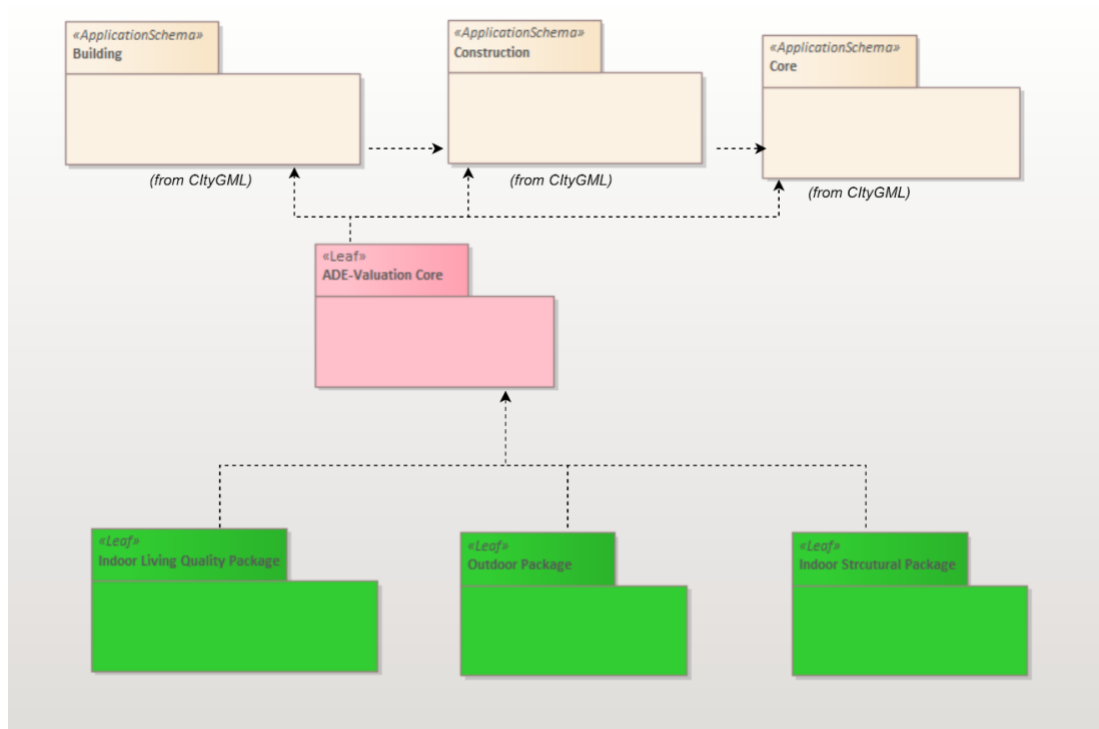 «ApplicationSchema»
Building
«ApplicationSchema»
Construction
«ApplicationSchema»
Core
(from CItyGML)
(from CItyGML)
(from CItyGML)
«Leaf»
ADE-Valuation Core
«Leaf»
Indoor Living Quality Package
«Leaf»
Outdoor Package
«Leaf»
Indoor Strcutural Package